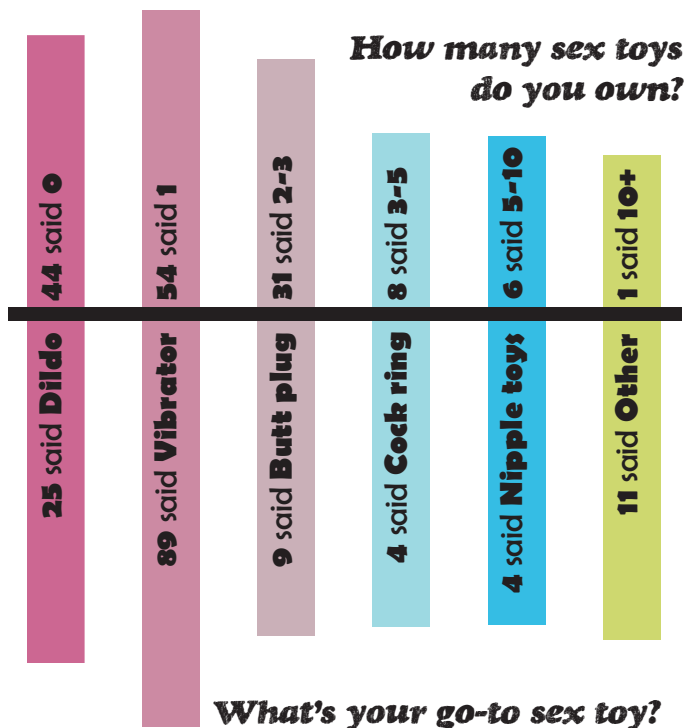 How many sex toys
do you own?
44 said 0
54 said 1
31 said 2-3
8 said 3-5
6 said 5-10
1 said 10+
25 said Dildo
89 said Vibrator
9 said Butt plug
4 said Cock ring
4 said Nipple toys
11 said Other
What's your go-to sex toy?